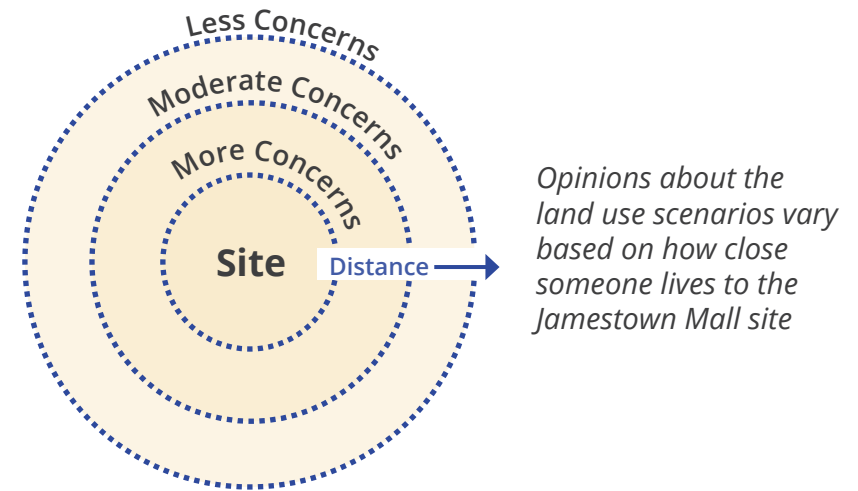 Less Concerns
Moderate Concerns
More Concerns
Site
Distance
Opinions about the
land use scenarios vary
based on how close
someone lives to the
Jamestown Mall site